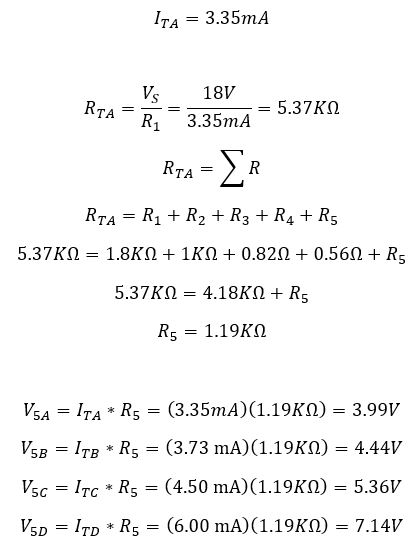 I_TA = 3.35mA
R_TA = V_S/R_1 = 18V/3.35mA = 5.37KΩ
R_TA = ∑ R
R_TA = R_1 + R_2 + R_3 + R_4 + R_5
5.37KΩ = 1.8KΩ + 1KΩ + 0.82Ω + 0.56Ω + R_5
5.37KΩ = 4.18KΩ + R_5
R_5 = 1.19KΩ
V_5A = I_TA * R_5 = (3.35mA)(1.19KΩ) = 3.99V
V_5B = I_TB * R_5 = (3.73 mA)(1.19KΩ) = 4.44V
V_5C = I_TC * R_5 = (4.50 mA)(1.19KΩ) = 5.36V
V_5D = I_TD * R_5 = (6.00 mA)(1.19KΩ) = 7.14V